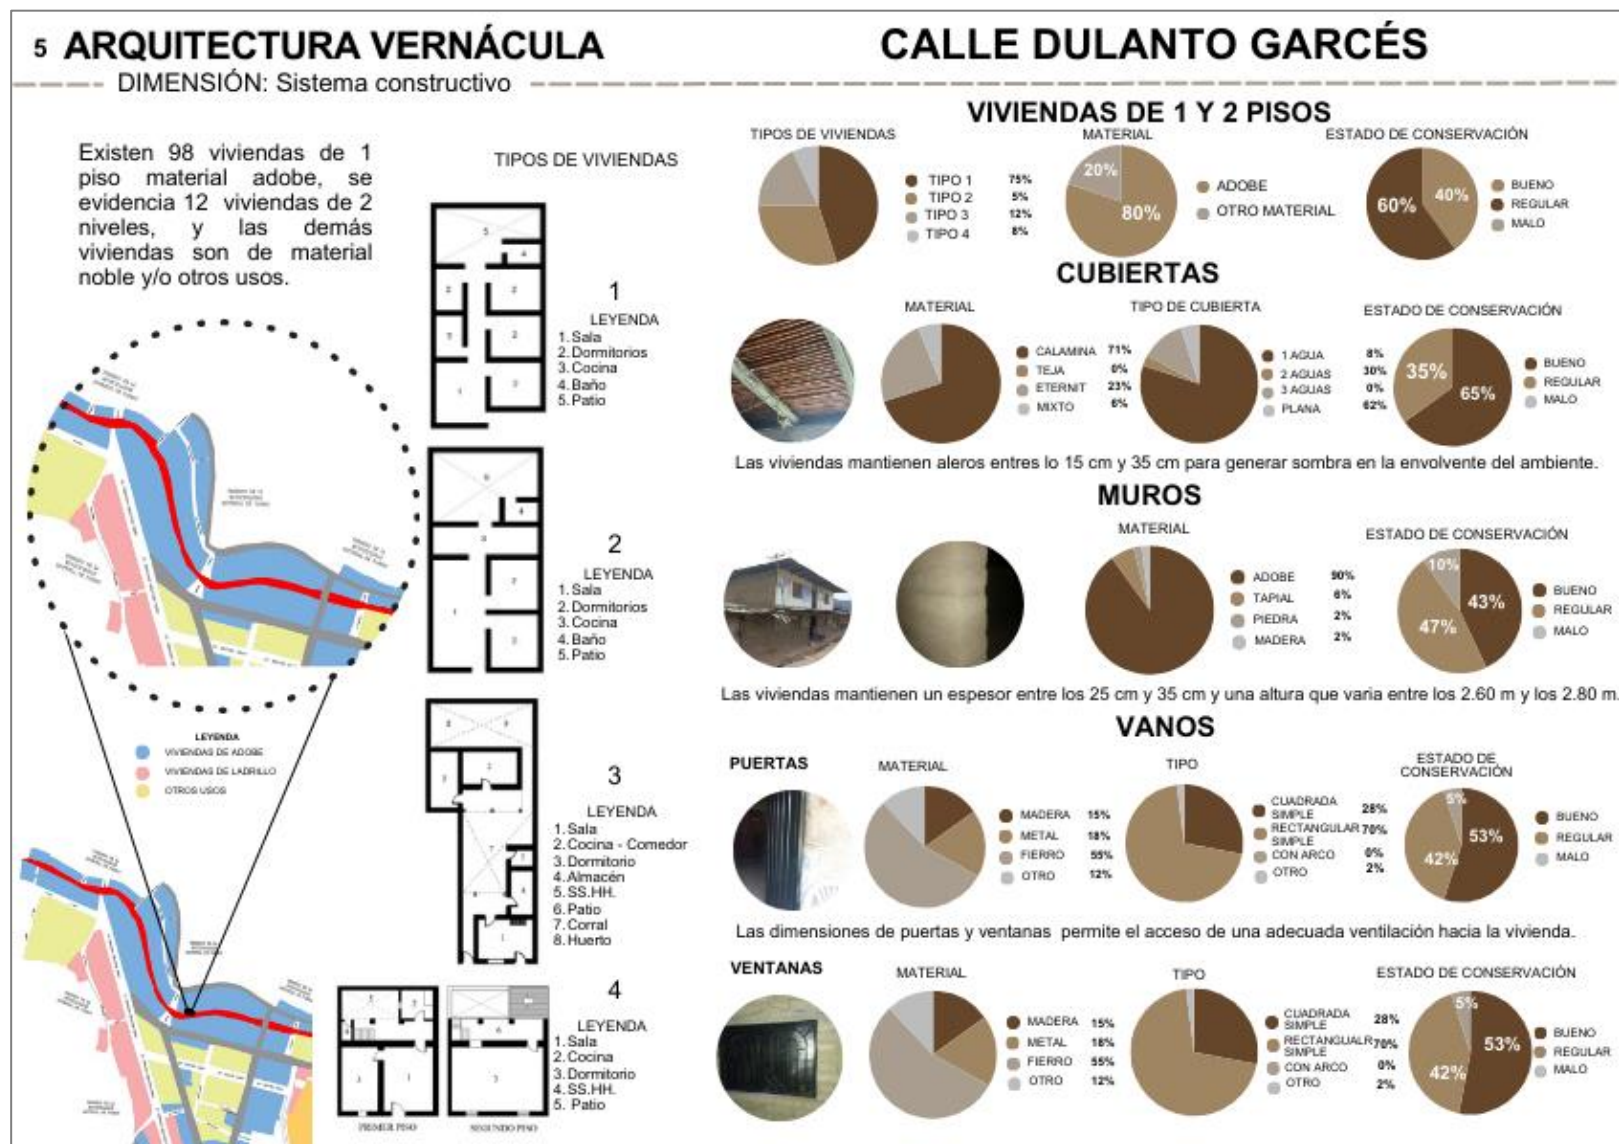 5 ARQUITECTURA VERNÁCULA
DIMENSIÓN: Sistema constructivo
CALLE DULANTO GARCÉS
Existen 98 viviendas de 1
piso material adobe, se
evidencia 12 viviendas de 2
niveles, y las demás
viviendas son de material
noble y/o otros usos.
LEYENDA
VIVIENDAS DE ADOBE
VIVIENDAS DE LADRILLO
OTROS USOS
TIPOS DE VIVIENDAS
1
LEYENDA
1. Sala
2. Dormitorios
3. Cocina
4. Baño
5. Patio
2
LEYENDA
1. Sala
2. Dormitorios
3. Cocina
4. Baño
5. Patio
3
LEYENDA
1. Sala
2. Cocina - Comedor
3. Dormitorio
4. Almacén
5. SS.HH.
6. Patio
7. Corral
8. Huerto
4
LEYENDA
1. Sala
2. Cocina
3. Dormitorio
4. SS.HH.
5. Patio
PRIMER PISO
SEGUNDO PISO
VIVIENDAS DE 1 Y 2 PISOS
TIPOS DE VIVIENDAS
TIPO 1 75%
TIPO 2 5%
TIPO 3 12%
TIPO 4 8%
MATERIAL
20%
80%
ADOBE
OTRO MATERIAL
ESTADO DE CONSERVACIÓN
60%
40%
BUENO
REGULAR
MALO
CUBIERTAS
MATERIAL
CALAMINA 71%
TEJA 0%
ETERNIT 23%
MIXTO 6%
TIPO DE CUBIERTA
1 AGUA 8%
2 AGUAS 30%
3 AGUAS 0%
PLANA 62%
ESTADO DE CONSERVACIÓN
35%
65%
BUENO
REGULAR
MALO
Las viviendas mantienen aleros entres lo 15 cm y 35 cm para generar sombra en la envolvente del ambiente.
MUROS
MATERIAL
ADOBE 90%
TAPIAL 6%
PIEDRA 2%
MADERA 2%
ESTADO DE CONSERVACIÓN
10%
43%
47%
BUENO
REGULAR
MALO
Las viviendas mantienen un espesor entre los 25 cm y 35 cm y una altura que varia entre los 2.60 m y los 2.80 m.
VANOS
PUERTAS
MATERIAL
MADERA 15%
METAL 18%
FIERRO 55%
OTRO 12%
TIPO
CUADRADA
SIMPLE 28%
RECTANGULAR 70%
SIMPLE
CON ARCO 0%
OTRO 2%
ESTADO DE
CONSERVACIÓN
5%
53%
42%
BUENO
REGULAR
MALO
Las dimensiones de puertas y ventanas permite el acceso de una adecuada ventilación hacia la vivienda.
VENTANAS
MATERIAL
MADERA 15%
METAL 18%
FIERRO 55%
OTRO 12%
TIPO
CUADRADA
SIMPLE 28%
RECTANGUALR 70%
SIMPLE
CON ARCO 0%
OTRO 2%
ESTADO DE CONSERVACIÓN
5%
53%
42%
BUENO
REGULAR
MALO